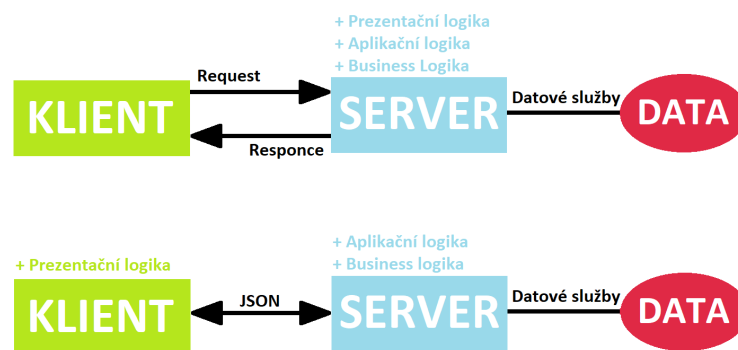 + Prezentační logika
+ Aplikační logika
+ Business Logika
Request
KLIENT
SERVER
Datové služby
DATA
Responce
+ Prezentační logika
+ Aplikační logika
+ Business logika
KLIENT
JSON
SERVER
Datové služby
DATA